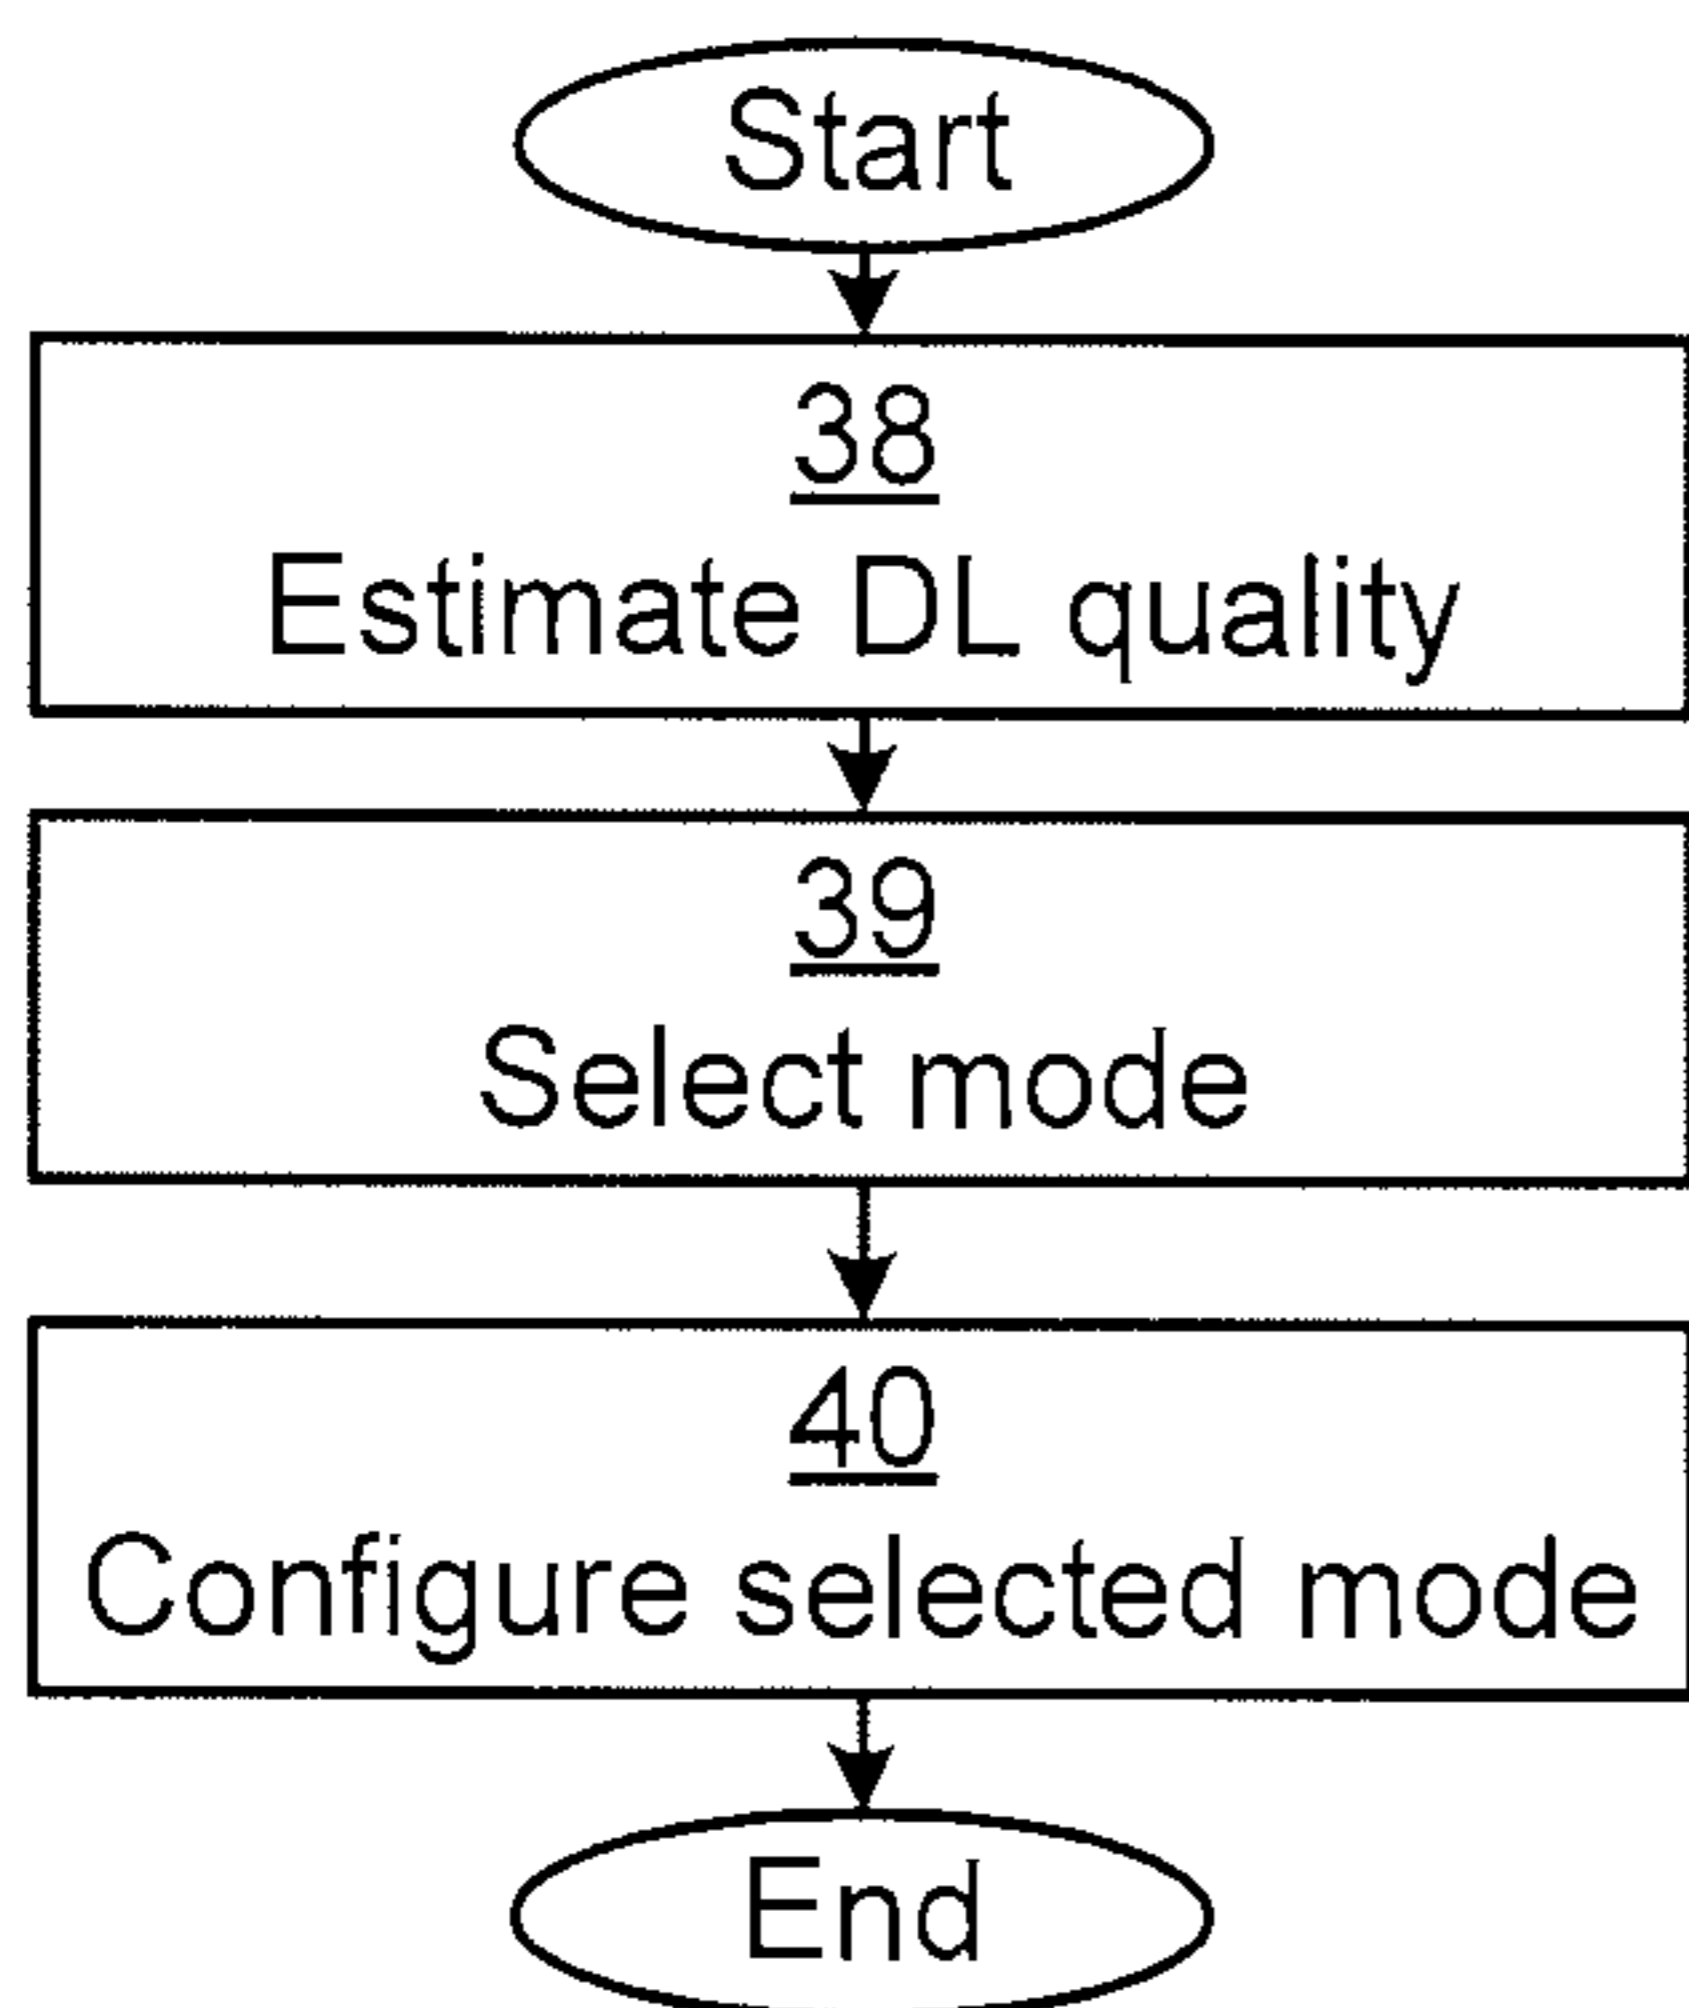 Start
38
Estimate DL quality
39
Select mode
40
Configure selected mode
End